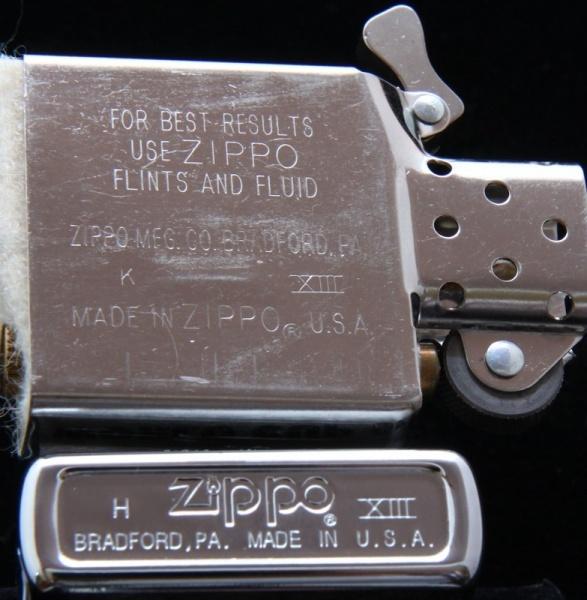 FOR BEST RESULTS
USE ZIPPO
FLINTS AND FLUID
ZIPPO MFG. CO. BRADFORD, PA.
K XIII
MADE IN ZIPPO® U.S.A.
H Zippo® XIII
BRADFORD, PA. MADE IN U.S.A.